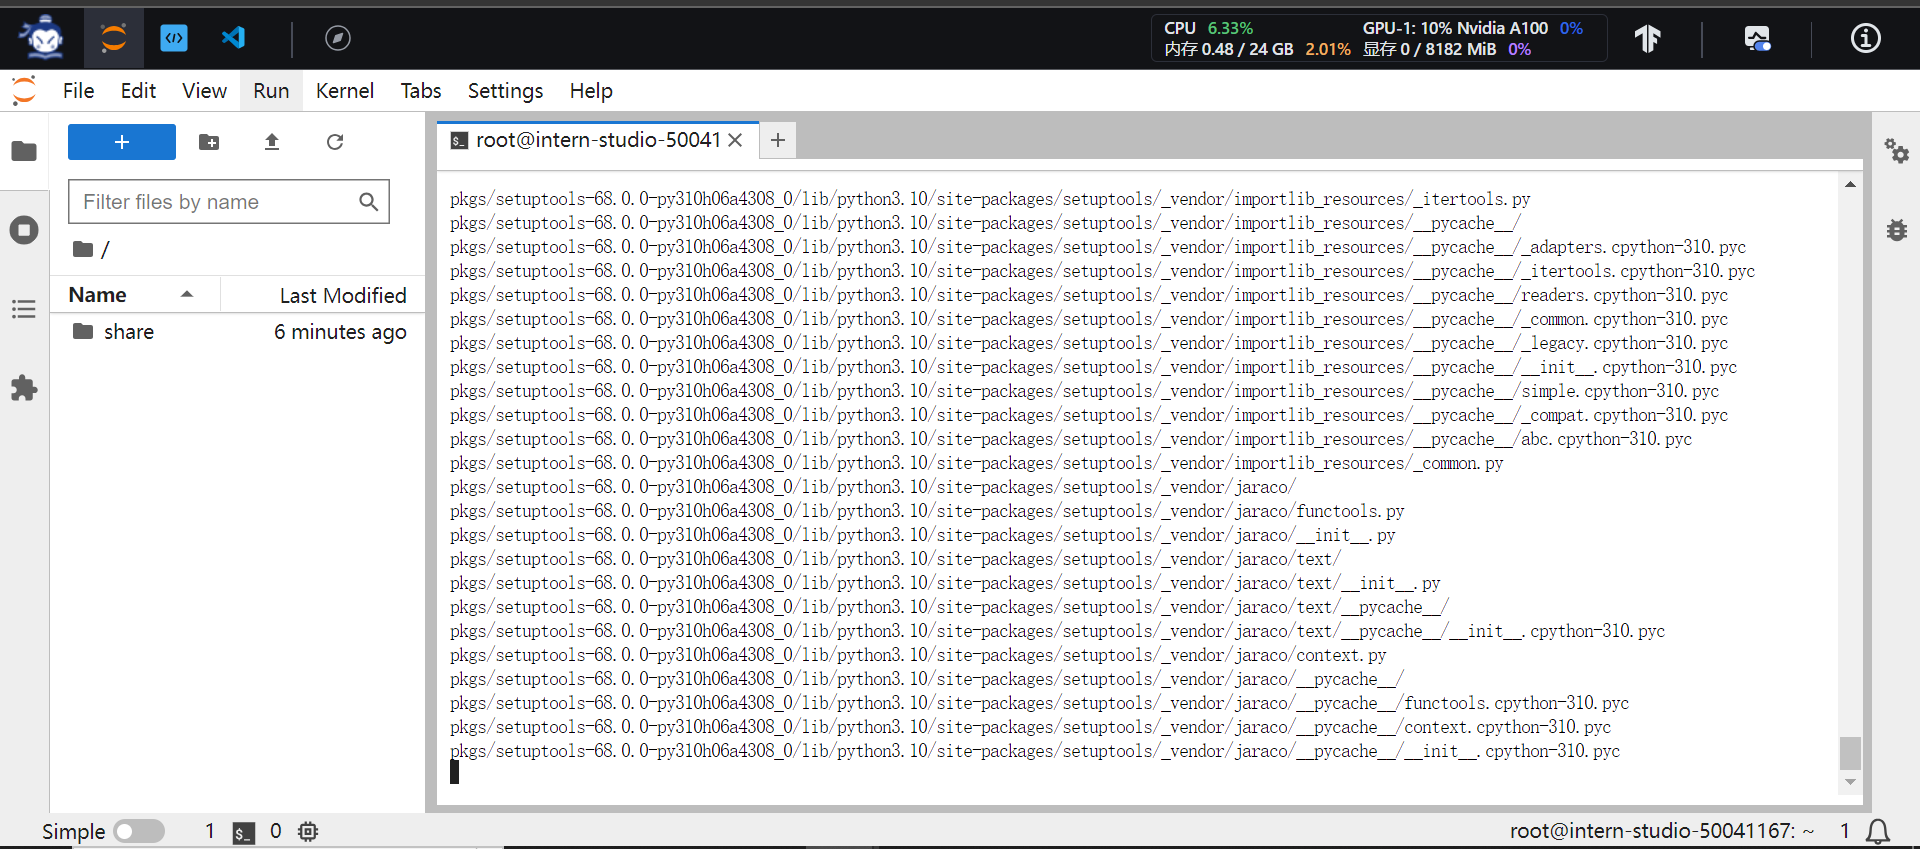 CPU 6.33% GPU-1: 10% Nvidia A100 0%
内存 0.48 / 24 GB 2.01% 显存 0 / 8182 MiB 0%
File Edit View Run Kernel Tabs Settings Help
root@intern-studio-50041
Filter files by name
/
Name Last Modified
share 6 minutes ago
pkgs/setuptools-68.0.0-py310h06a4308_0/lib/python3.10/site-packages/setuptools/_vendor/importlib_resources/_itertools.py
pkgs/setuptools-68.0.0-py310h06a4308_0/lib/python3.10/site-packages/setuptools/_vendor/importlib_resources/__pycache__/
pkgs/setuptools-68.0.0-py310h06a4308_0/lib/python3.10/site-packages/setuptools/_vendor/importlib_resources/__pycache__/_adapters.cpython-310.pyc
pkgs/setuptools-68.0.0-py310h06a4308_0/lib/python3.10/site-packages/setuptools/_vendor/importlib_resources/__pycache__/_itertools.cpython-310.pyc
pkgs/setuptools-68.0.0-py310h06a4308_0/lib/python3.10/site-packages/setuptools/_vendor/importlib_resources/__pycache__/readers.cpython-310.pyc
pkgs/setuptools-68.0.0-py310h06a4308_0/lib/python3.10/site-packages/setuptools/_vendor/importlib_resources/__pycache__/_common.cpython-310.pyc
pkgs/setuptools-68.0.0-py310h06a4308_0/lib/python3.10/site-packages/setuptools/_vendor/importlib_resources/__pycache__/_legacy.cpython-310.pyc
pkgs/setuptools-68.0.0-py310h06a4308_0/lib/python3.10/site-packages/setuptools/_vendor/importlib_resources/__pycache__/__init__.cpython-310.pyc
pkgs/setuptools-68.0.0-py310h06a4308_0/lib/python3.10/site-packages/setuptools/_vendor/importlib_resources/__pycache__/simple.cpython-310.pyc
pkgs/setuptools-68.0.0-py310h06a4308_0/lib/python3.10/site-packages/setuptools/_vendor/importlib_resources/__pycache__/_compat.cpython-310.pyc
pkgs/setuptools-68.0.0-py310h06a4308_0/lib/python3.10/site-packages/setuptools/_vendor/importlib_resources/__pycache__/abc.cpython-310.pyc
pkgs/setuptools-68.0.0-py310h06a4308_0/lib/python3.10/site-packages/setuptools/_vendor/importlib_resources/_common.py
pkgs/setuptools-68.0.0-py310h06a4308_0/lib/python3.10/site-packages/setuptools/_vendor/jaraco/
pkgs/setuptools-68.0.0-py310h06a4308_0/lib/python3.10/site-packages/setuptools/_vendor/jaraco/functools.py
pkgs/setuptools-68.0.0-py310h06a4308_0/lib/python3.10/site-packages/setuptools/_vendor/jaraco/__init__.py
pkgs/setuptools-68.0.0-py310h06a4308_0/lib/python3.10/site-packages/setuptools/_vendor/jaraco/text/
pkgs/setuptools-68.0.0-py310h06a4308_0/lib/python3.10/site-packages/setuptools/_vendor/jaraco/text/__init__.py
pkgs/setuptools-68.0.0-py310h06a4308_0/lib/python3.10/site-packages/setuptools/_vendor/jaraco/text/__pycache__/
pkgs/setuptools-68.0.0-py310h06a4308_0/lib/python3.10/site-packages/setuptools/_vendor/jaraco/text/__pycache__/__init__.cpython-310.pyc
pkgs/setuptools-68.0.0-py310h06a4308_0/lib/python3.10/site-packages/setuptools/_vendor/jaraco/context.py
pkgs/setuptools-68.0.0-py310h06a4308_0/lib/python3.10/site-packages/setuptools/_vendor/jaraco/__pycache__/
pkgs/setuptools-68.0.0-py310h06a4308_0/lib/python3.10/site-packages/setuptools/_vendor/jaraco/__pycache__/functools.cpython-310.pyc
pkgs/setuptools-68.0.0-py310h06a4308_0/lib/python3.10/site-packages/setuptools/_vendor/jaraco/__pycache__/context.cpython-310.pyc
pkgs/setuptools-68.0.0-py310h06a4308_0/lib/python3.10/site-packages/setuptools/_vendor/jaraco/__pycache__/__init__.cpython-310.pyc
Simple 1 0 root@intern-studio-50041167: ~ 1